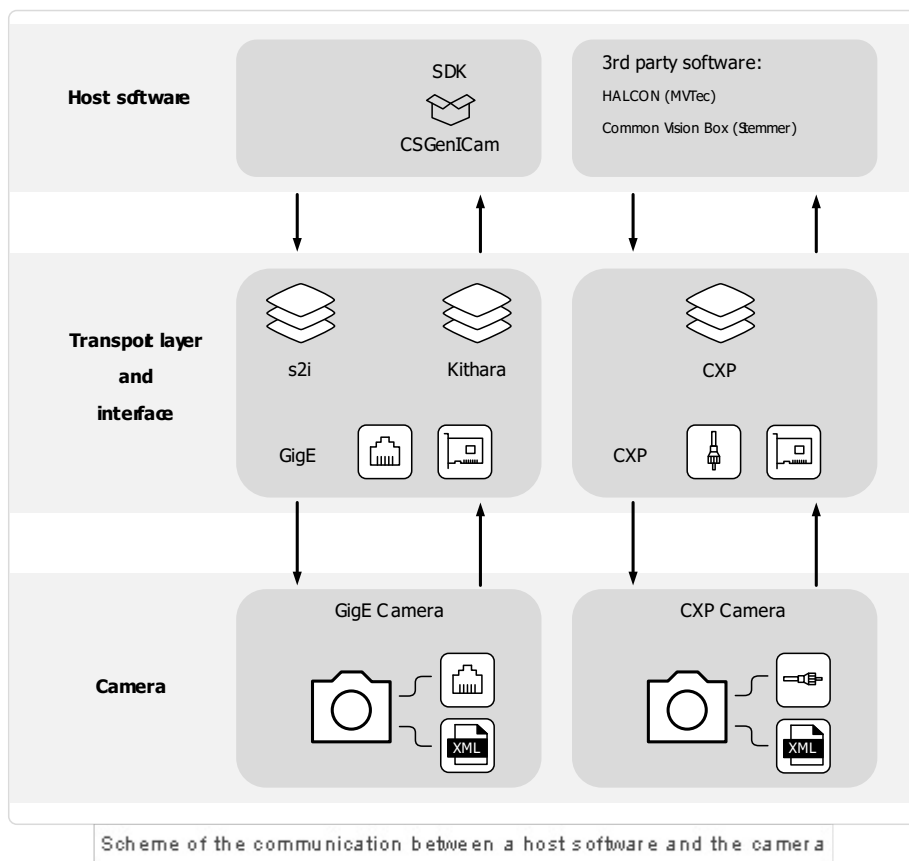 Host software
SDK
CSGenICam
3rd party software:
HALCON (MVTec)
Common Vision Box (Stemmer)
Transpot layer
and
interface
s2i
Kithara
CXP
GigE
CXP
Camera
GigE Camera
XML
CXP Camera
XML
Scheme of the communication between a host software and the camera